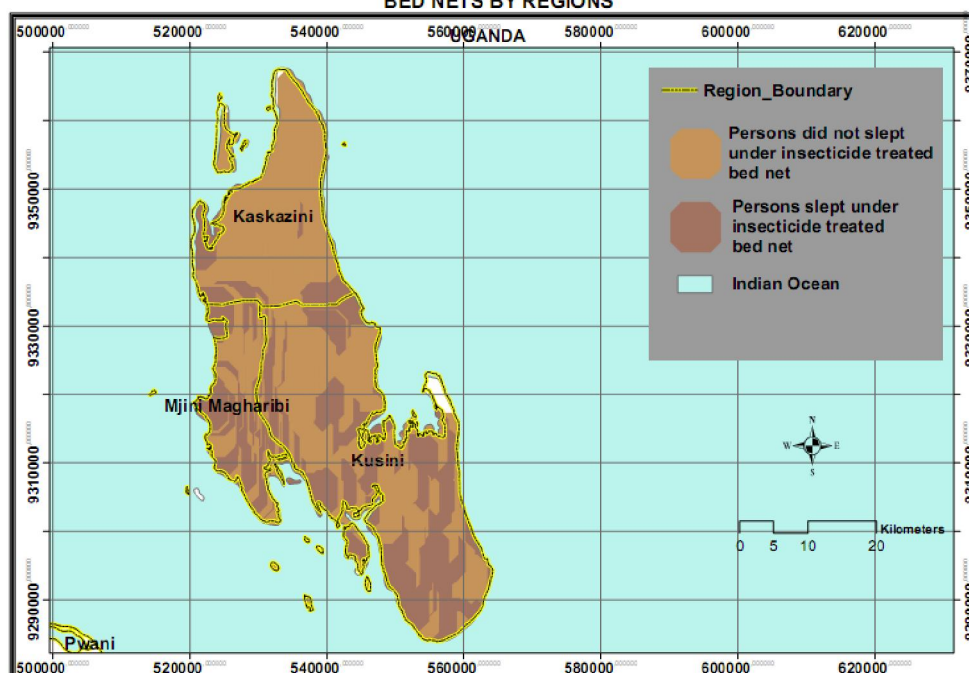 BED NETS BY REGIONS
500000 520000 540000 560000 580000 600000 620000
UGANDA
Region_Boundary
Persons did not slept
under insecticide treated
bed net
Persons slept under
insecticide treated
bed net
Indian Ocean
9350000
9330000
9310000
9290000
Kaskazini
Mjini Magharibi
Kusini
Pwani
N
W E
S
Kilometers
0 5 10 20
500000 520000 540000 560000 580000 600000 620000